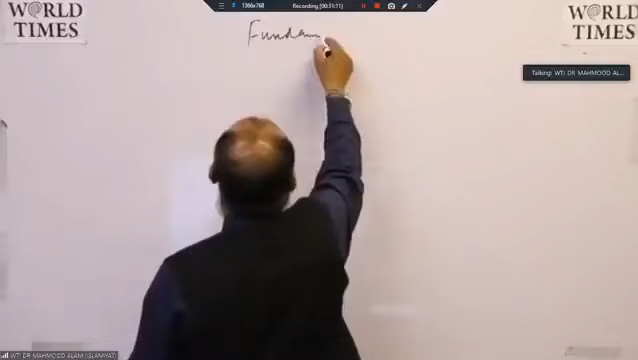 1366x768
Recording [00:31:11]
WORLD
TIMES
WORLD
TIMES
Fundam
Talking: WTI DR MAHMOOD AL...
WTI DR MAHMOOD ALAM (ISLAMYAT)